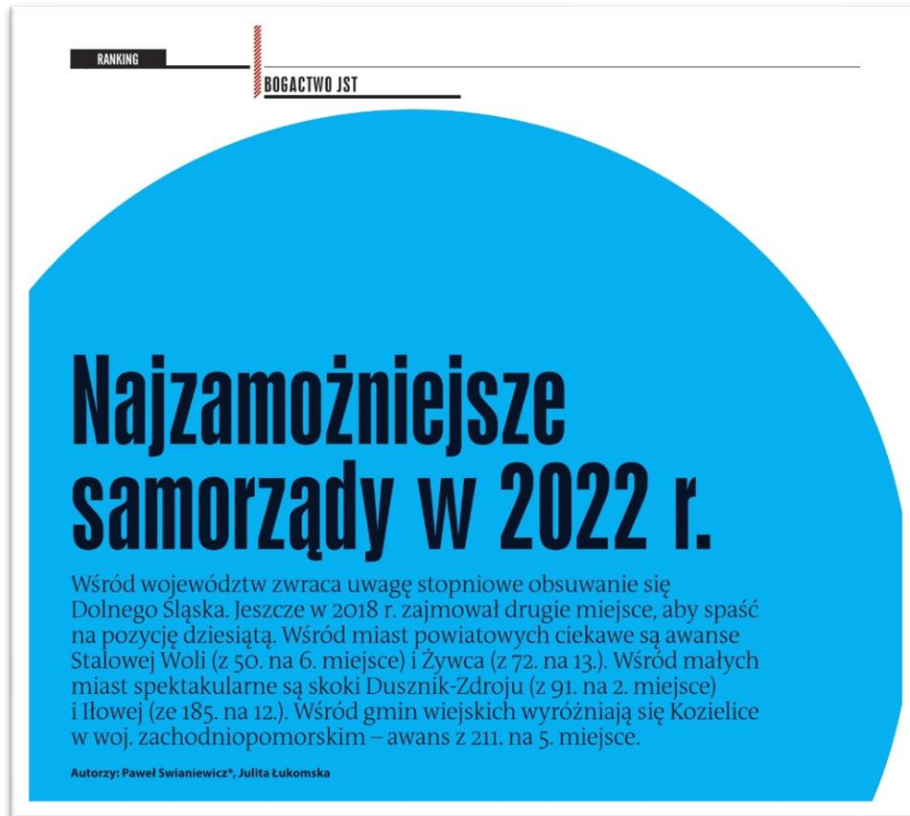 RANKING
BOGACTWO JST
Najzamożniejsze
samorządy w 2022 r.
Wśród województw zwraca uwagę stopniowe obsuwanie się
Dolnego Śląska. Jeszcze w 2018 r. zajmował drugie miejsce, aby spaść
na pozycję dziesiątą. Wśród miast powiatowych ciekawe są awanse
Stalowej Woli (z 50. na 6. miejsce) i Żywca (z 72. na 13.). Wśród małych
miast spektakularne są skoki Dusznik-Zdroju (z 91. na 2. miejsce)
i Iłowej (ze 185. na 12.). Wśród gmin wiejskich wyróżniają się Kozielice
w woj. zachodniopomorskim – awans z 211. na 5. miejsce.
Autorzy: Paweł Swianiewicz*, Julita Łukomska